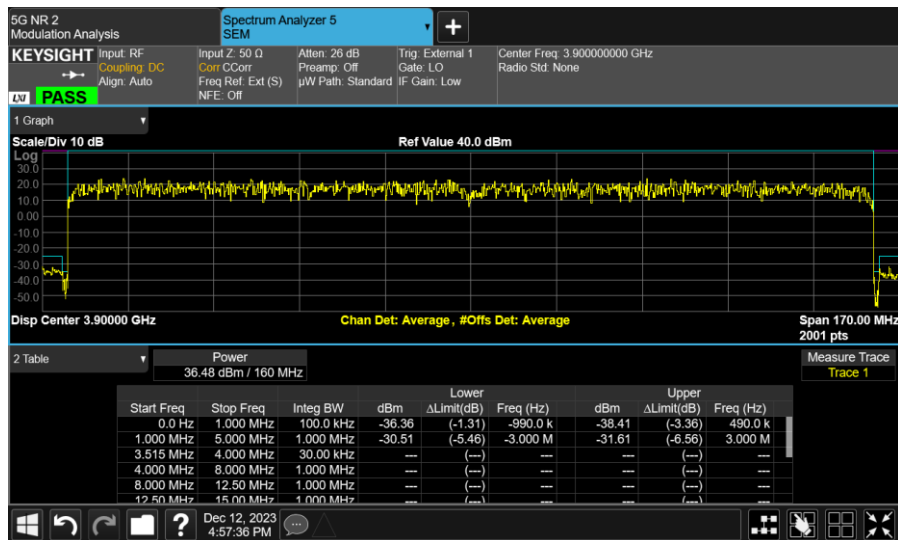 5G NR 2
Modulation Analysis
Spectrum Analyzer 5
SEM
KEYSIGHT
LXI PASS
Input: RF
Coupling: DC
Align: Auto
Input Z: 50 Ω
Corr CCorr
Freq Ref: Ext (S)
NFE: Off
Atten: 26 dB
Preamp: Off
µW Path: Standard
Trig: External 1
Gate: LO
IF Gain: Low
Center Freq: 3.900000000 GHz
Radio Std: None
1 Graph
Scale/Div 10 dB Ref Value 40.0 dBm
Log
30.0
20.0
10.0
0.00
-10.0
-20.0
-30.0
-40.0
-50.0
Disp Center 3.90000 GHz Chan Det: Average, #Offs Det: Average Span 170.00 MHz
2001 pts
2 Table Power Measure Trace
36.48 dBm / 160 MHz Trace 1
Lower Upper
Start Freq Stop Freq Integ BW dBm ΔLimit(dB) Freq (Hz) dBm ΔLimit(dB) Freq (Hz)
0.0 Hz 1.000 MHz 100.0 kHz -36.36 (-1.31) -990.0 k -38.41 (-3.36) 490.0 k
1.000 MHz 5.000 MHz 1.000 MHz -30.51 (-5.46) -3.000 M -31.61 (-6.56) 3.000 M
3.515 MHz 4.000 MHz 30.00 kHz --- (---) --- --- (---) ---
4.000 MHz 8.000 MHz 1.000 MHz --- (---) --- --- (---) ---
8.000 MHz 12.50 MHz 1.000 MHz --- (---) --- --- (---) ---
12.50 MHz 15.00 MHz 1.000 MHz --- (---) --- --- (---) ---
Dec 12, 2023
4:57:36 PM